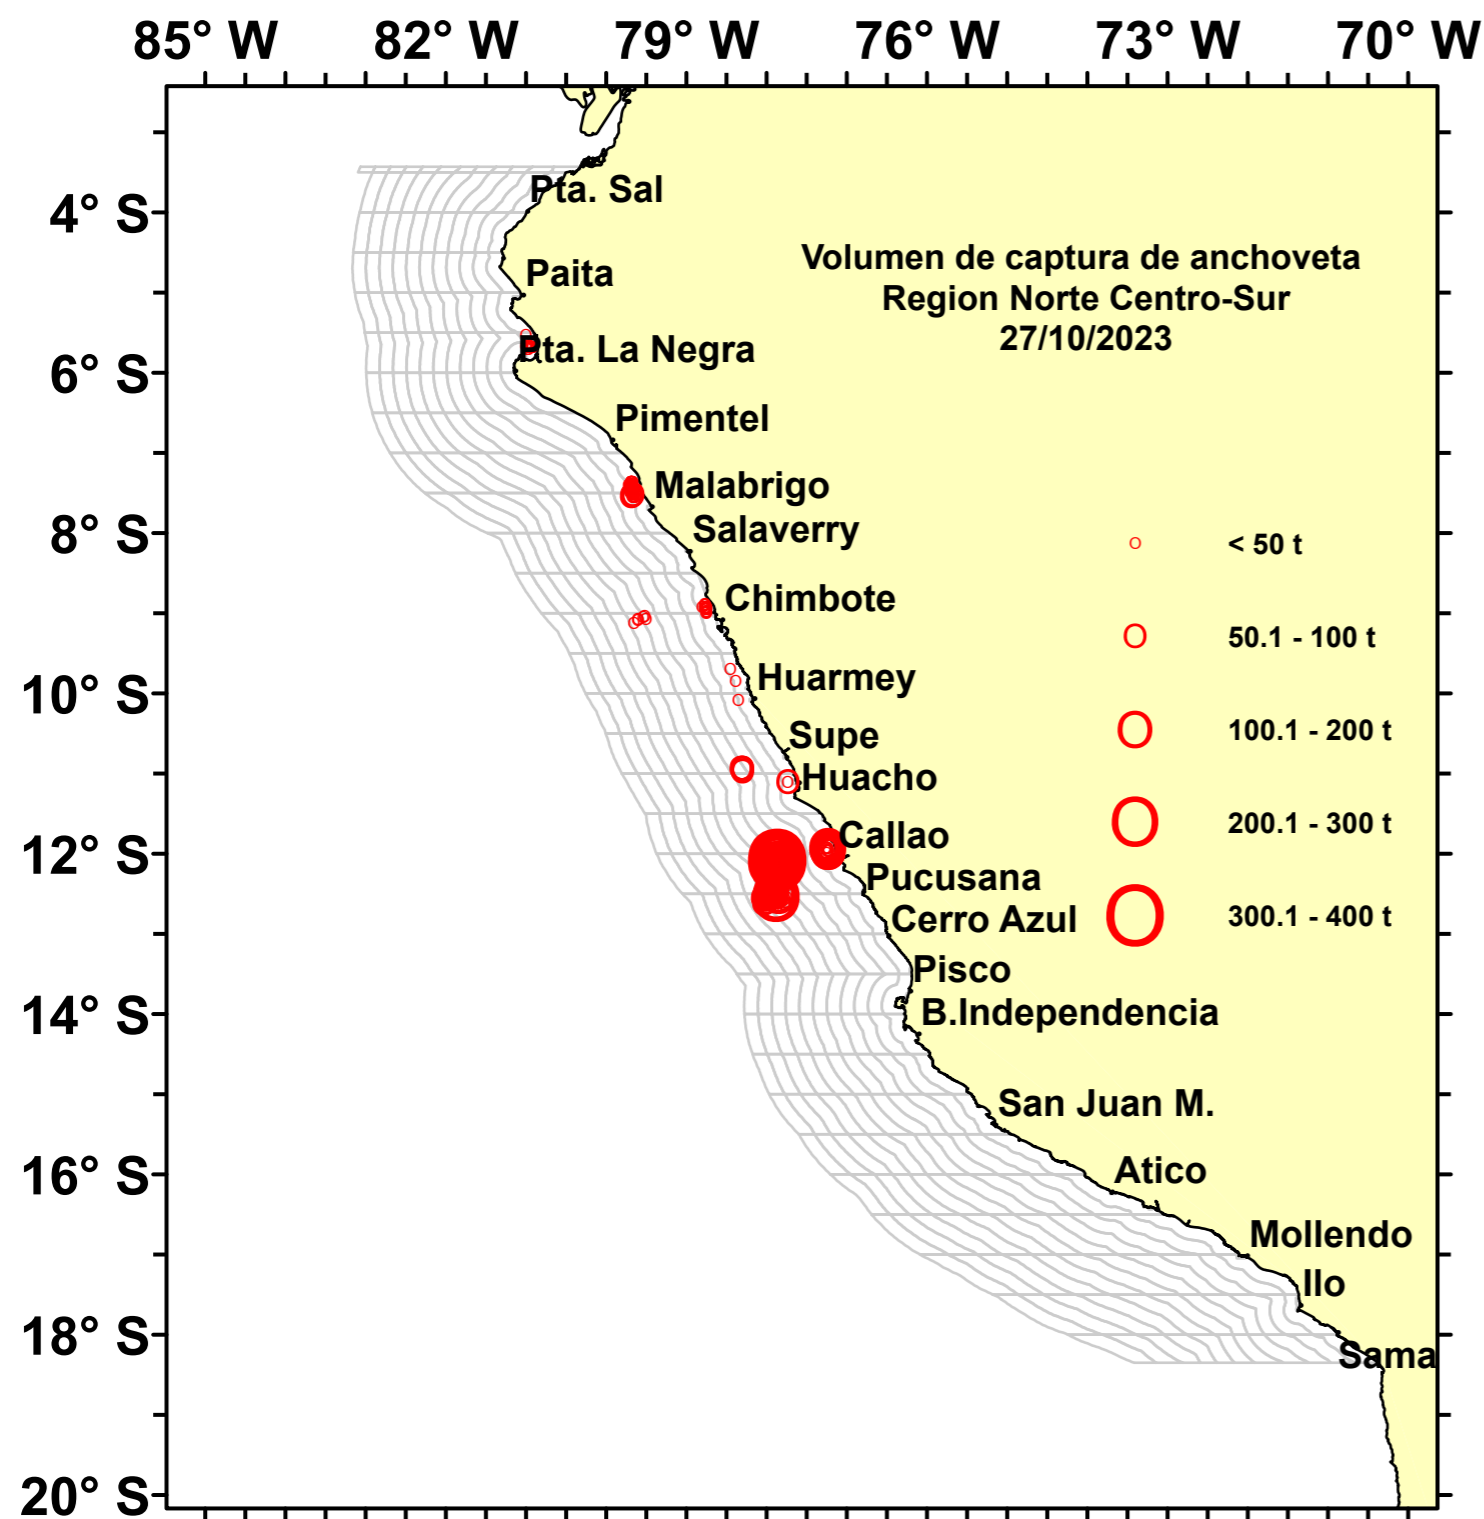 85° W 82° W 79° W 76° W 73° W 70° W
4° S
6° S
8° S
10° S
12° S
14° S
16° S
18° S
20° S
Volumen de captura de anchoveta
Region Norte Centro-Sur
27/10/2023
Pta. Sal
Paita
Pta. La Negra
Pimentel
Malabrigo
Salaverry
Chimbote
Huarmey
Supe
Huacho
Callao
Pucusana
Cerro Azul
Pisco
B.Independencia
San Juan M.
Atico
Mollendo
Ilo
Sama
< 50 t
50.1 - 100 t
100.1 - 200 t
200.1 - 300 t
300.1 - 400 t